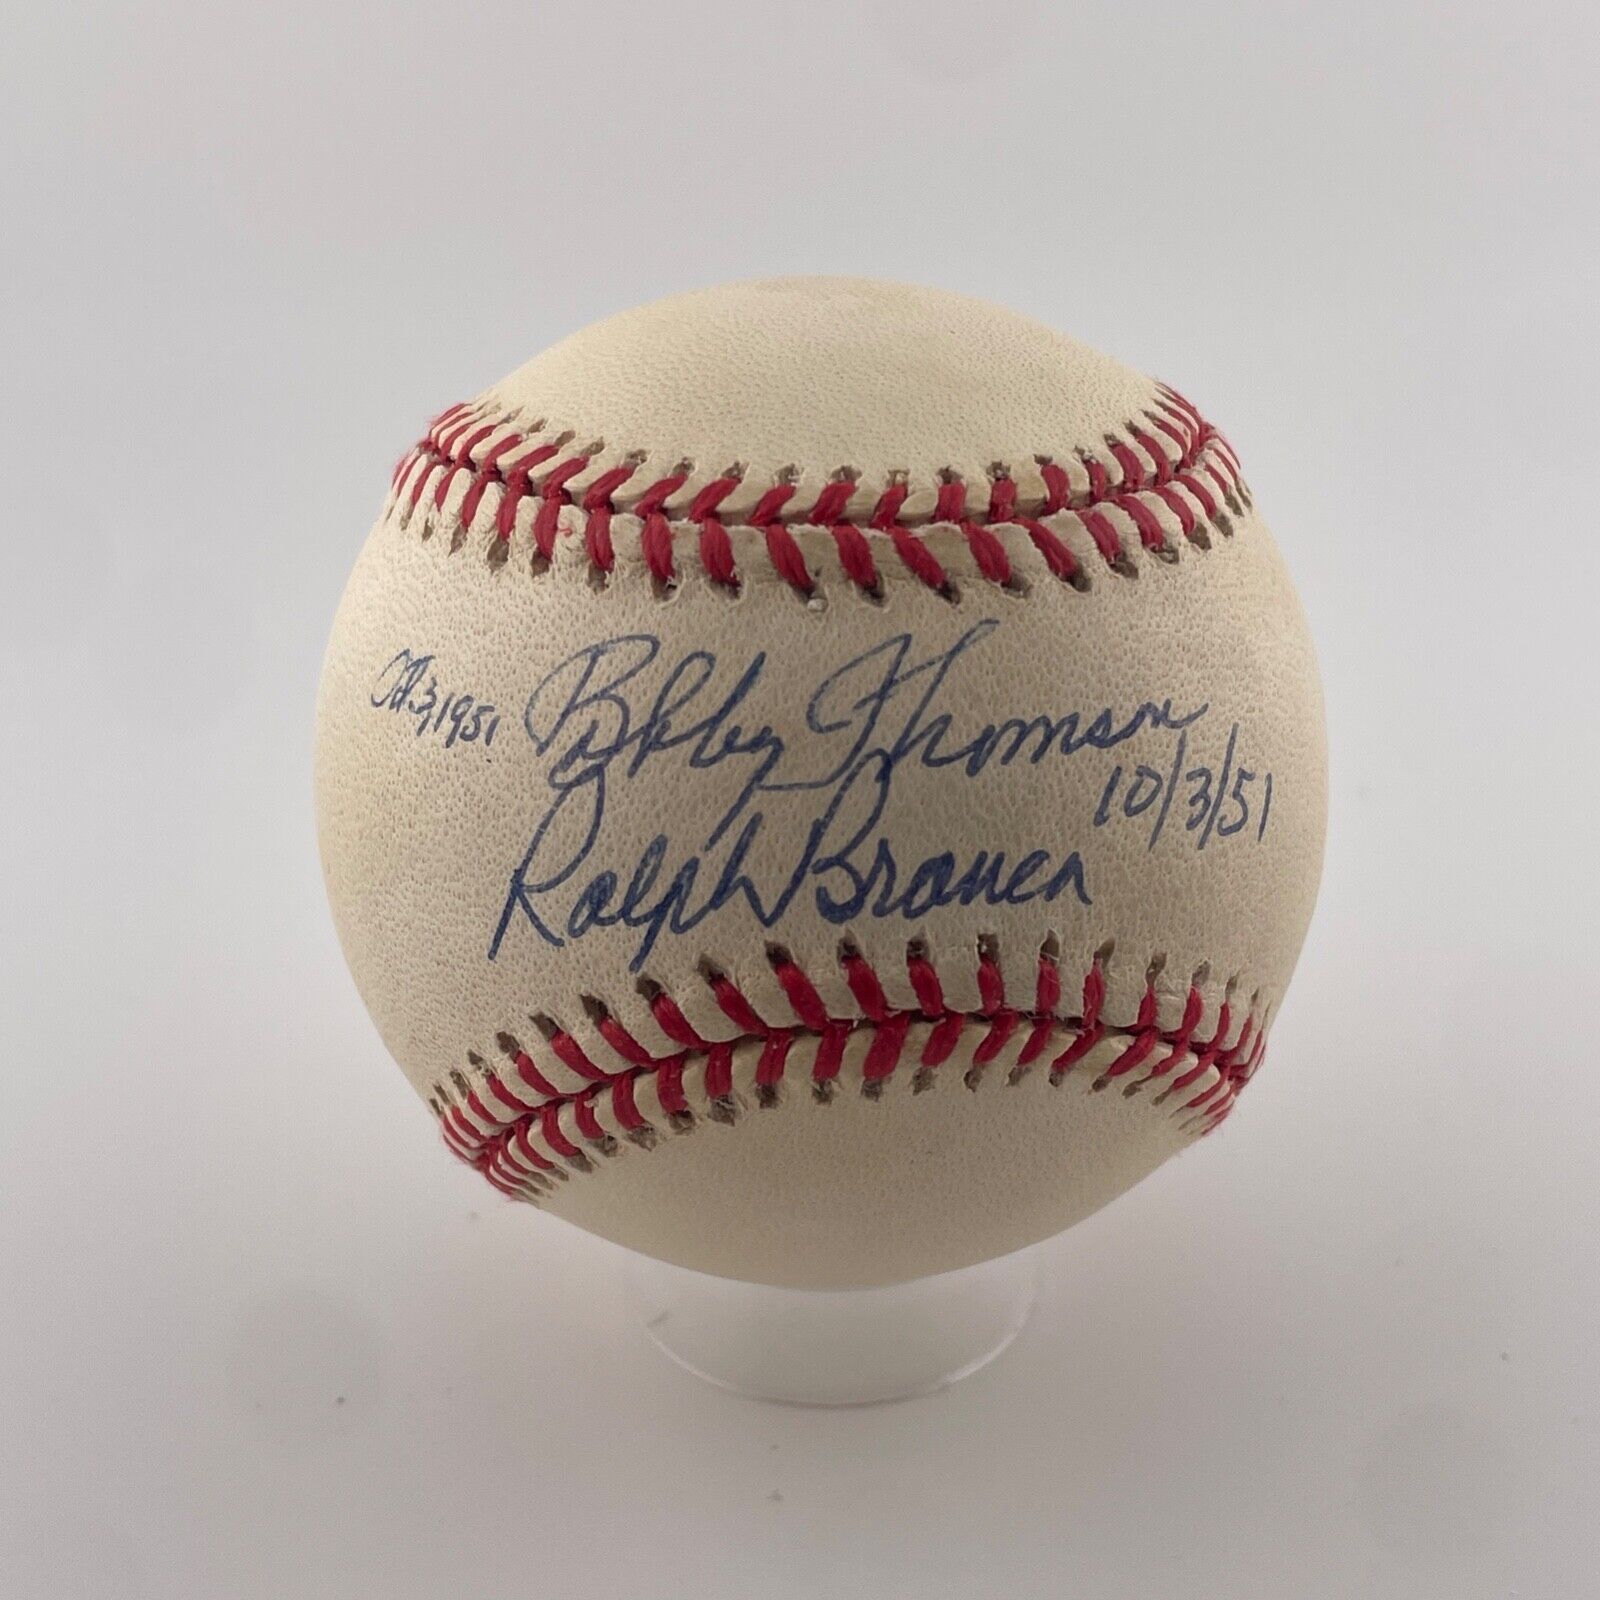 Oct. 3, 1951 Bobby Thomson
Ralph Branca 10/3/51